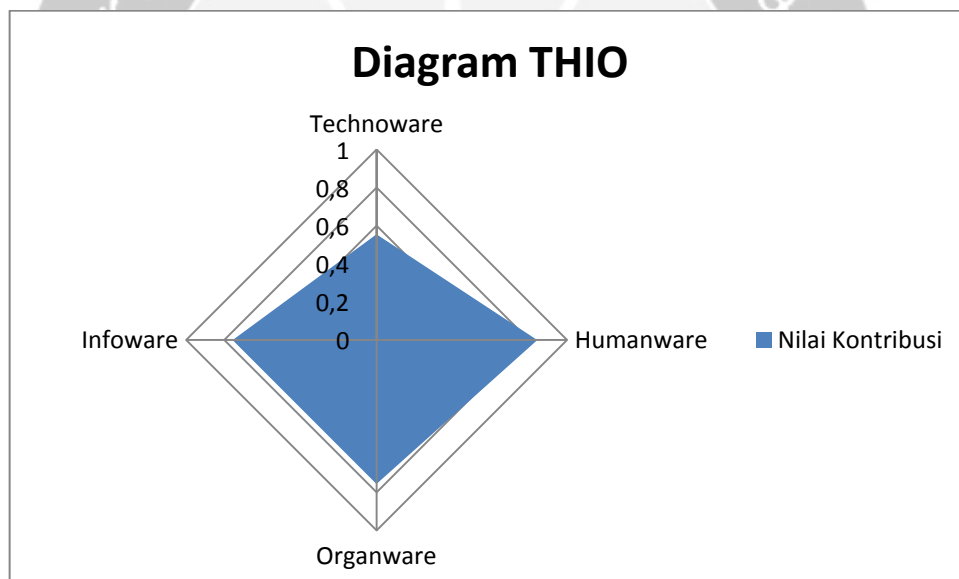 Diagram THIO
Technoware
1
0,8
0,6
0,4
0,2
0
Infoware
Humanware
Nilai Kontribusi
Organware